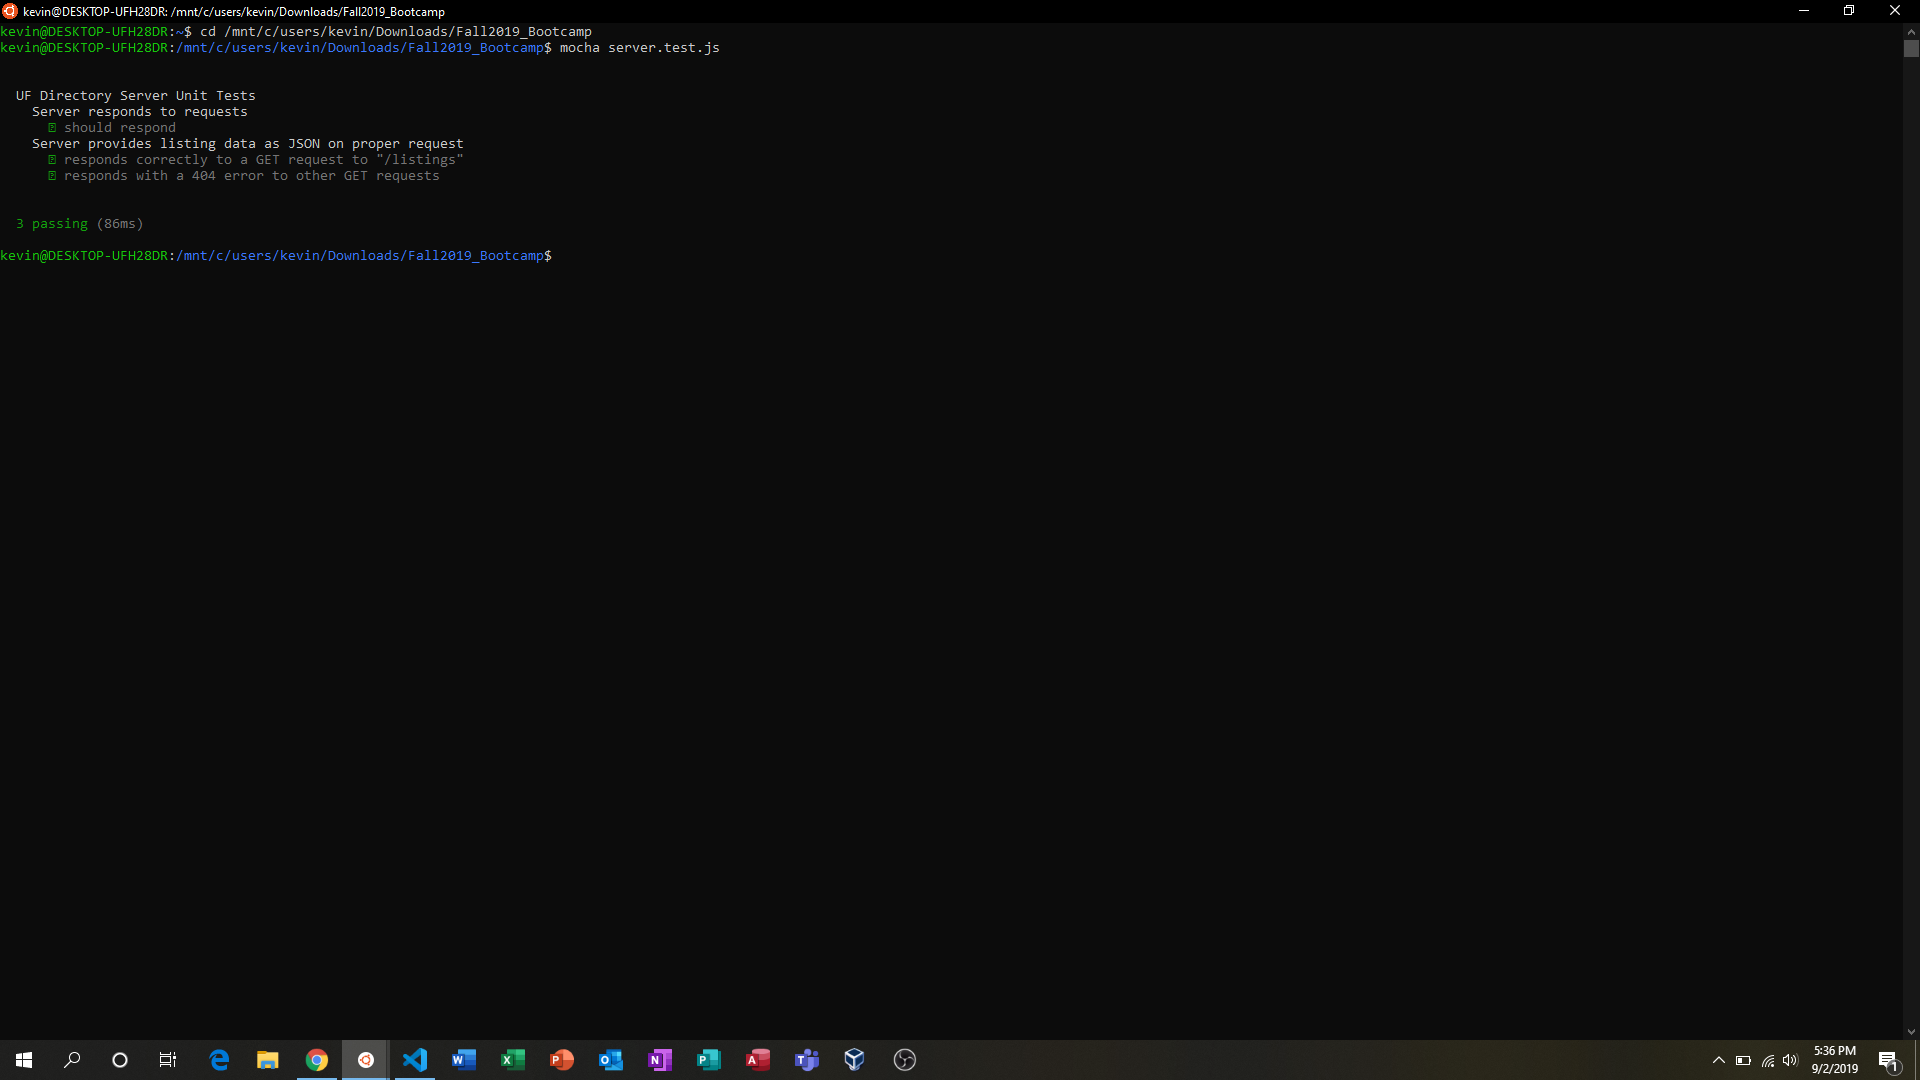 kevin@DESKTOP-UFH28DR: /mnt/c/users/kevin/Downloads/Fall2019_Bootcamp
kevin@DESKTOP-UFH28DR:~$ cd /mnt/c/users/kevin/Downloads/Fall2019_Bootcamp
kevin@DESKTOP-UFH28DR:/mnt/c/users/kevin/Downloads/Fall2019_Bootcamp$ mocha server.test.js
UF Directory Server Unit Tests
Server responds to requests
should respond
Server provides listing data as JSON on proper request
responds correctly to a GET request to "/listings"
responds with a 404 error to other GET requests
3 passing (86ms)
kevin@DESKTOP-UFH28DR:/mnt/c/users/kevin/Downloads/Fall2019_Bootcamp$
5:36 PM
9/2/2019
1